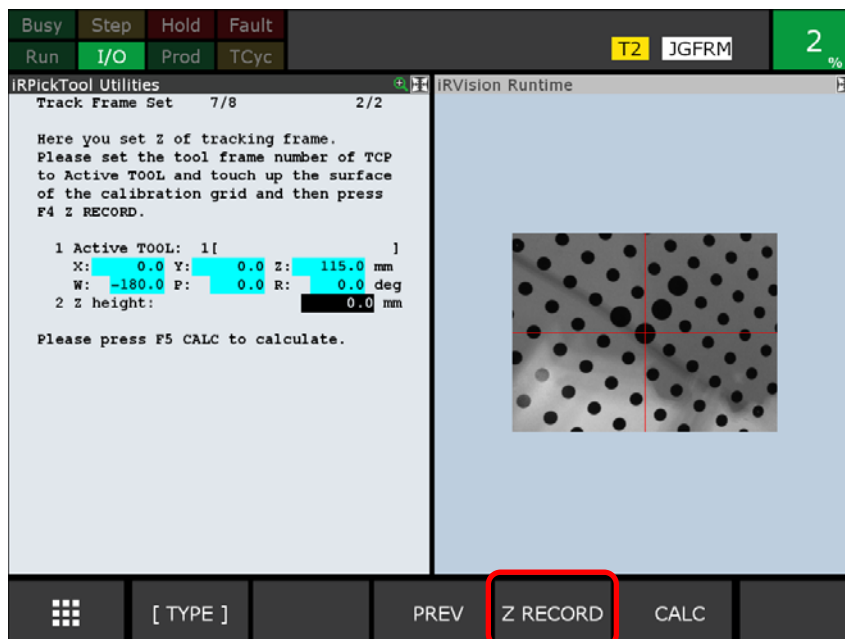 Busy Step Hold Fault
Run I/O Prod TCyc
T2 JGFRM
2 %
iRPickTool Utilities
Track Frame Set 7/8 2/2
Here you set Z of tracking frame.
Please set the tool frame number of TCP
to Active TOOL and touch up the surface
of the calibration grid and then press
F4 Z RECORD.
1 Active TOOL: 1[ ]
X: 0.0 Y: 0.0 Z: 115.0 mm
W: -180.0 P: 0.0 R: 0.0 deg
2 Z height: 0.0 mm
Please press F5 CALC to calculate.
iRVision Runtime
[ TYPE ] PREV Z RECORD CALC